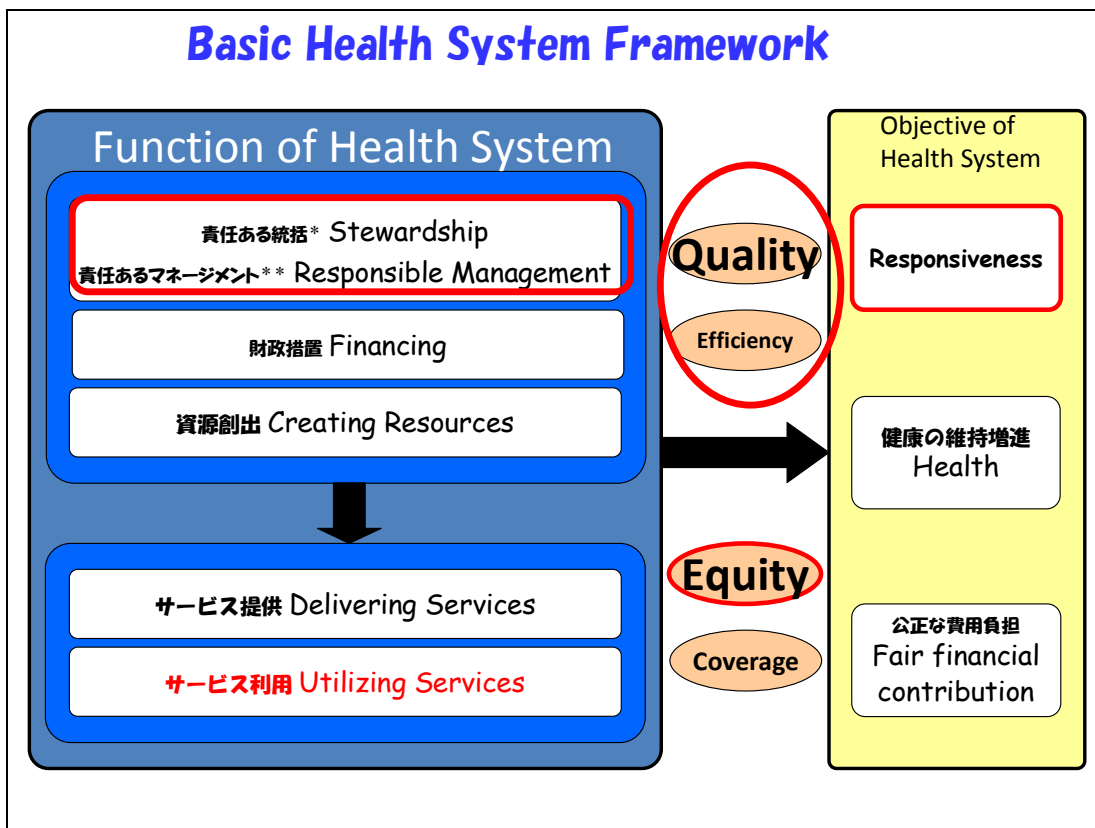 Basic Health System Framework
Function of Health System
責任ある統括* Stewardship
責任あるマネージメント** Responsible Management
財政措置 Financing
資源創出 Creating Resources
サービス提供 Delivering Services
サービス利用 Utilizing Services
Quality
Efficiency
Equity
Coverage
Objective of
Health System
Responsiveness
健康の維持増進
Health
公正な費用負担
Fair financial
contribution